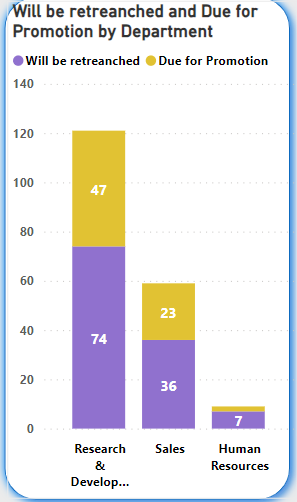 Will be retreanched and Due for
Promotion by Department
Will be retreanched Due for Promotion
140
120
100
80
60
40
20
0
47
74
23
36
7
Research
&
Develop...
Sales
Human
Resources